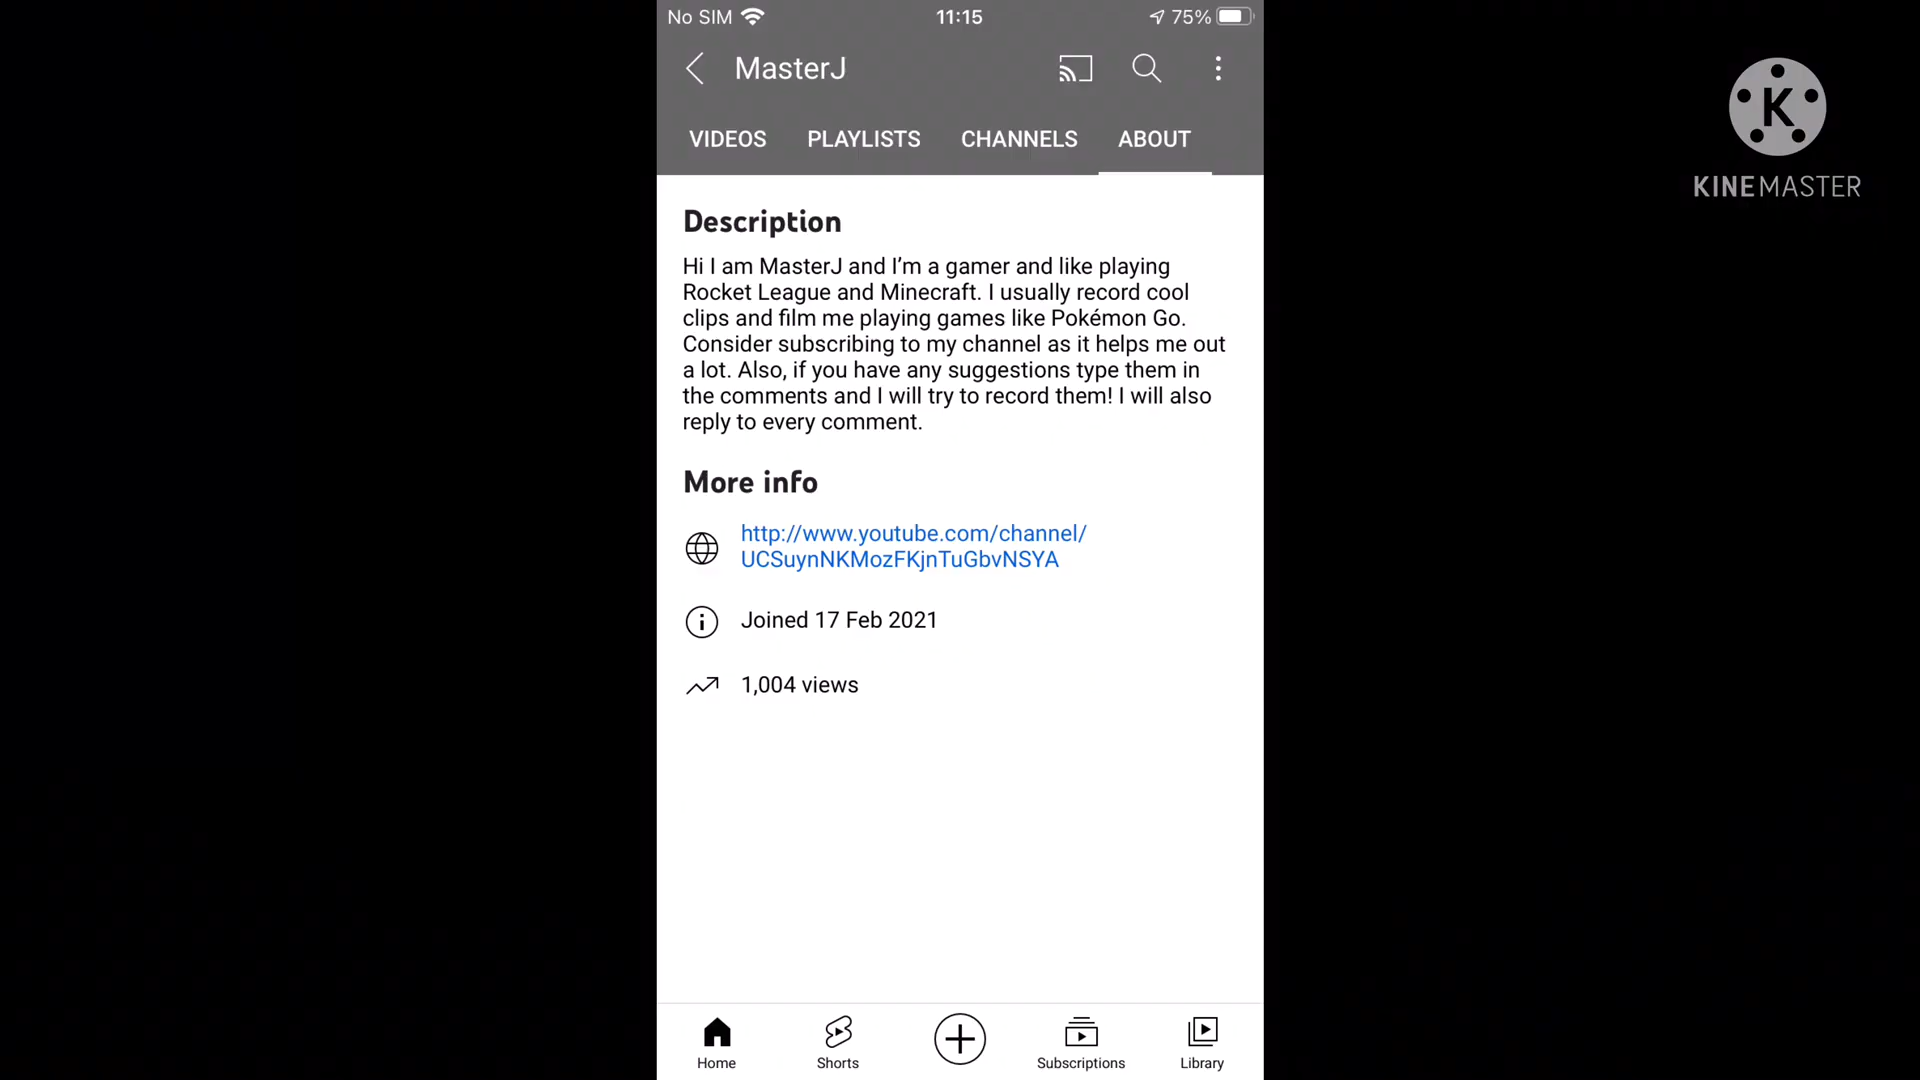 No SIM 11:15 75%
MasterJ
VIDEOS PLAYLISTS CHANNELS ABOUT
K
KINEMASTER
Description
Hi I am MasterJ and I’m a gamer and like playing
Rocket League and Minecraft. I usually record cool
clips and film me playing games like Pokémon Go.
Consider subscribing to my channel as it helps me out
a lot. Also, if you have any suggestions type them in
the comments and I will try to record them! I will also
reply to every comment.
More info
http://www.youtube.com/channel/
UCSuynNKMozFKjnTuGbvNSYA
Joined 17 Feb 2021
1,004 views
Home Shorts Subscriptions Library